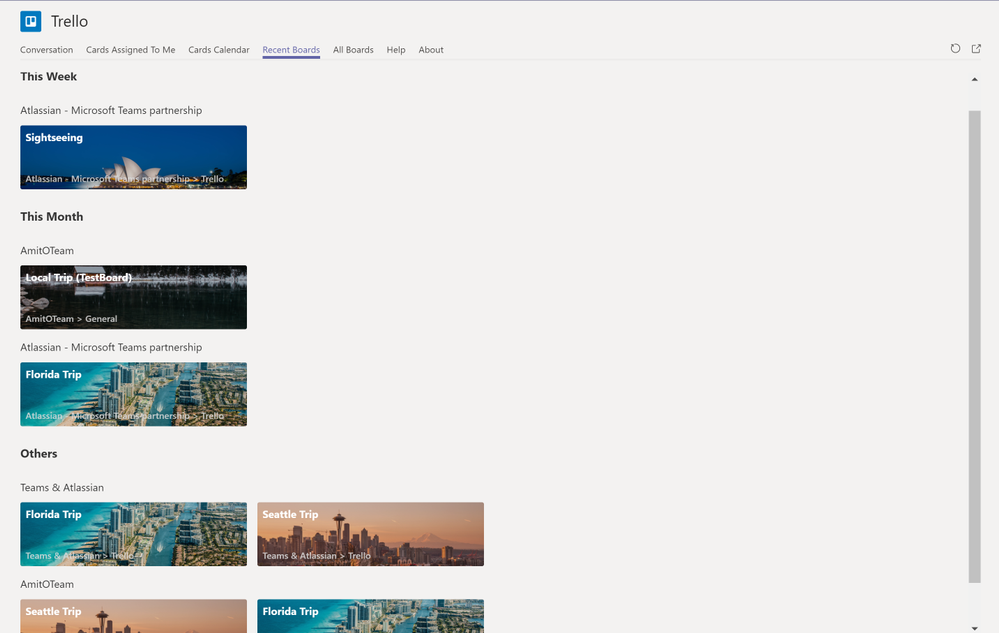 Trello
Conversation Cards Assigned To Me Cards Calendar Recent Boards All Boards Help About
This Week
Atlassian - Microsoft Teams partnership
Sightseeing
Atlassian - Microsoft Teams partnership > Trello
This Month
AmitOTeam
Local Trip (TestBoard)
AmitOTeam > General
Atlassian - Microsoft Teams partnership
Florida Trip
Atlassian - Microsoft Teams partnership > Trello
Others
Teams & Atlassian
Florida Trip
Teams & Atlassian > Trello
Seattle Trip
Teams & Atlassian > Trello
AmitOTeam
Seattle Trip
Florida Trip